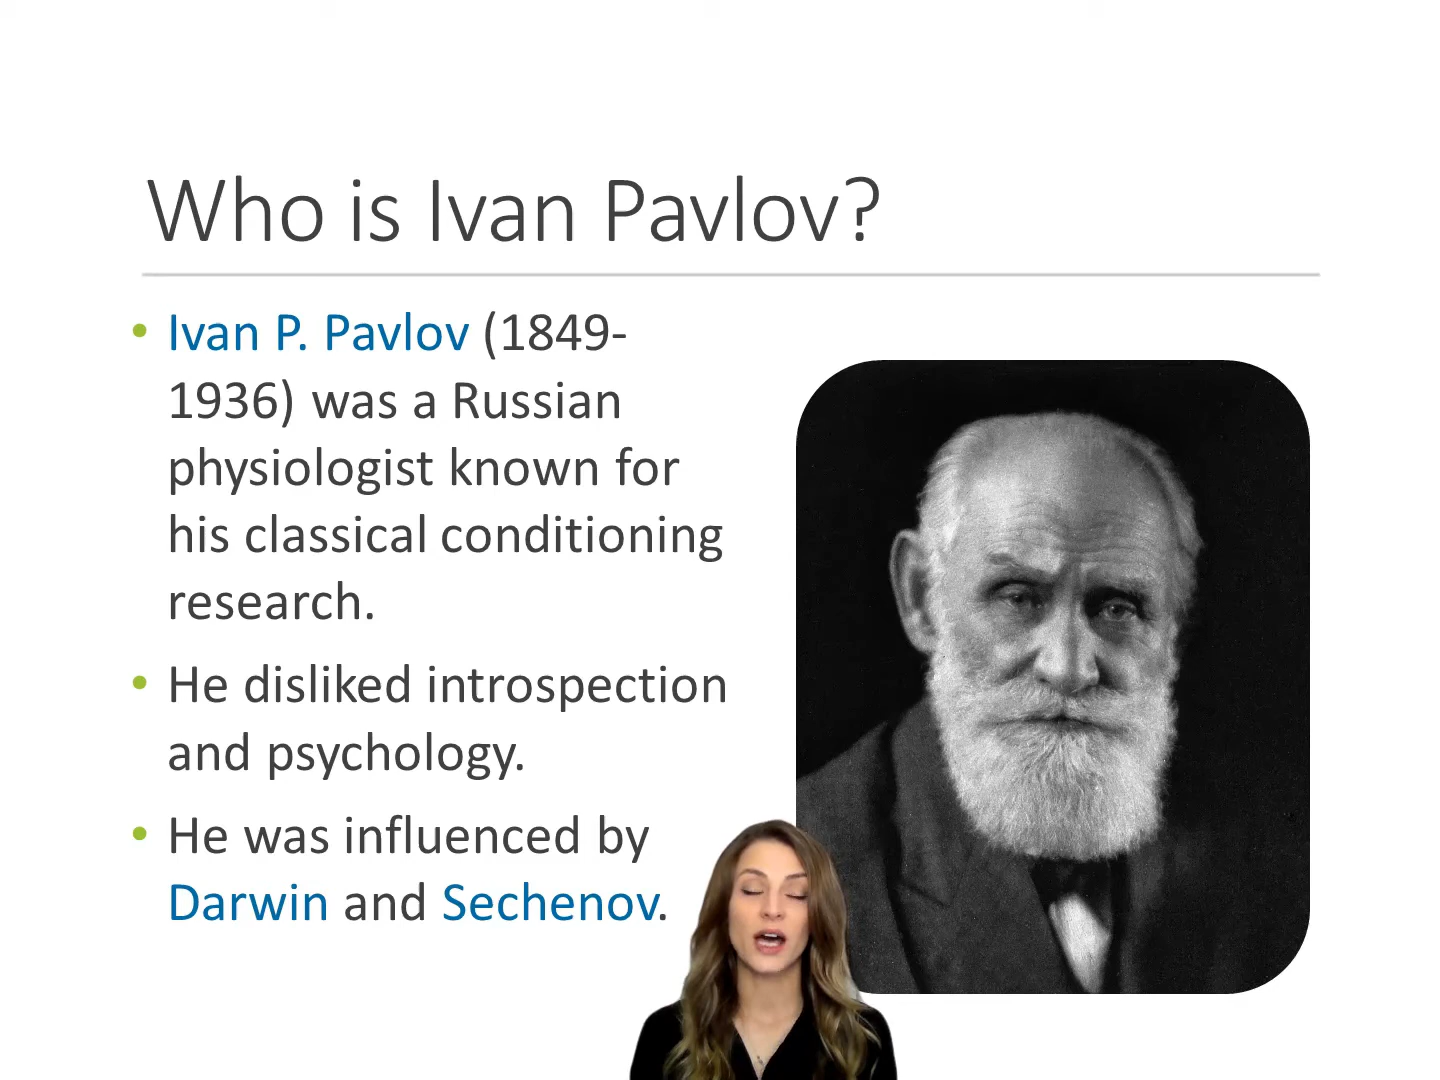 Who is Ivan Pavlov?
• Ivan P. Pavlov (1849-
1936) was a Russian
physiologist known for
his classical conditioning
research.
• He disliked introspection
and psychology.
• He was influenced by
Darwin and Sechenov.